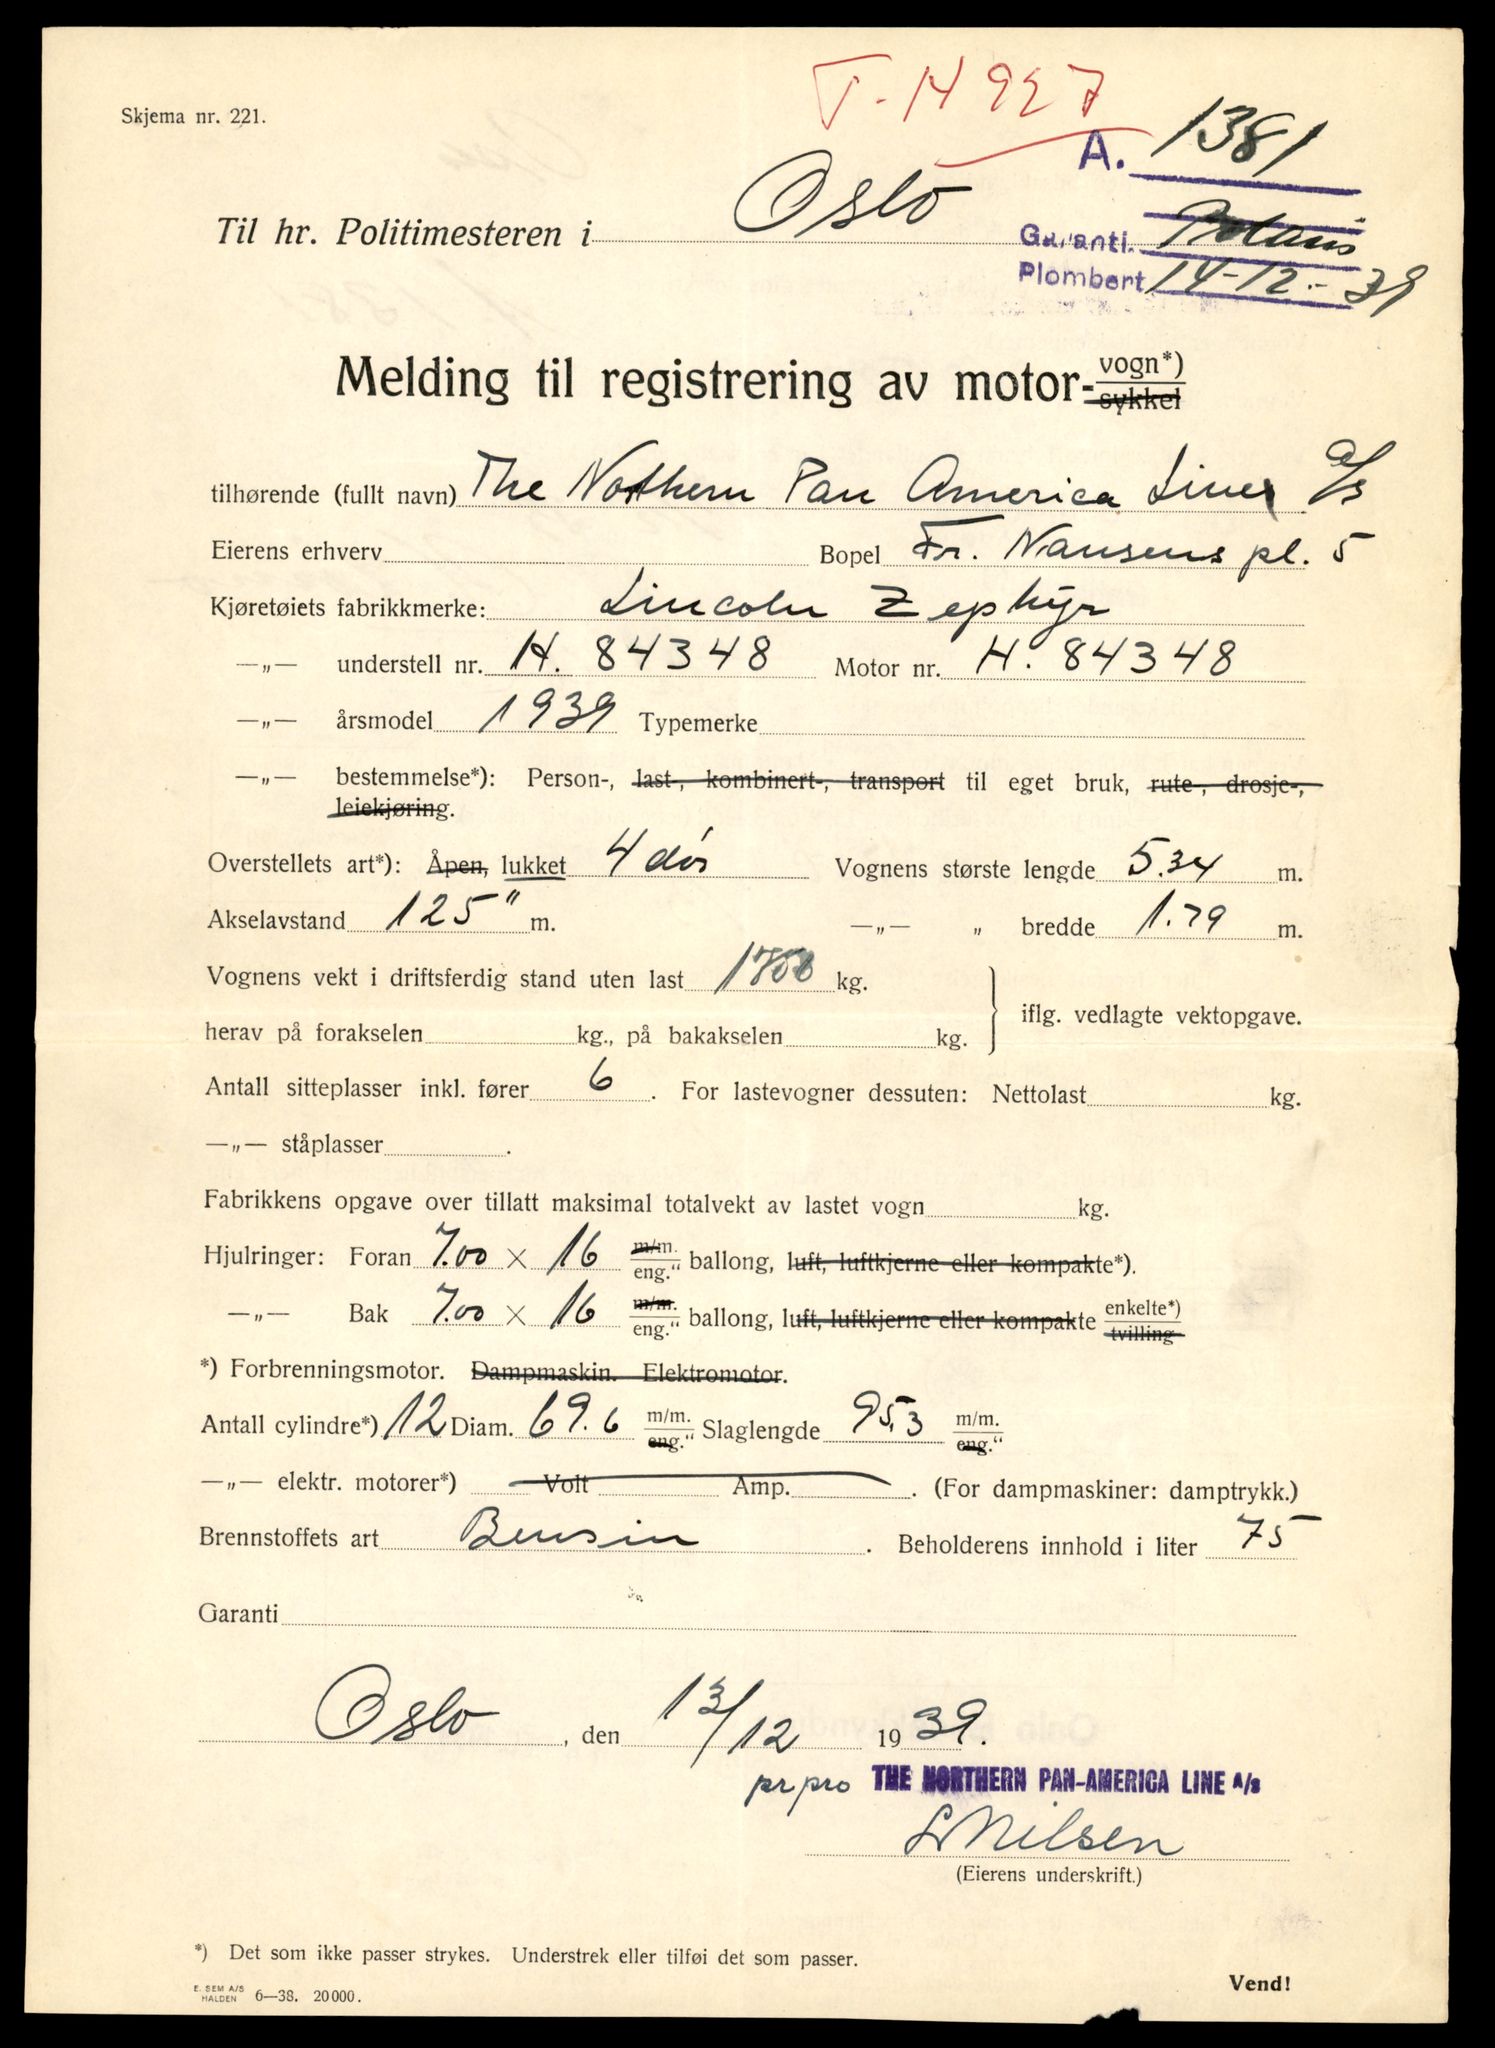 T-H 927
Skjema nr. 221.
A. 1381
Til hr. Politimesteren i Oslo
Garanti. Polaris
Plombert 14-12.-39
Melding til registrering av motor-vogn*)
sykkel
tilhørende (fullt navn) The Northern Pan America Line A/S
Eierens erhverv Bopel Fr. Nansens pl. 5
Kjøretøiets fabrikkmerke: Lincoln Zephyr
—„— understell nr. H. 84348 Motor nr. H. 84348
—„— årsmodel 1939 Typemerke
—„— bestemmelse*): Person-, last-, kombinert-, transport til eget bruk, rute-, drosje-,
leiekjøring.
Overstellets art*): Åpen, lukket 4 dør Vognens største lengde 5.34 m.
Akselavstand 125" m. —„— „ bredde 1.79 m.
Vognens vekt i driftsferdig stand uten last kg.
iflg. vedlagte vektopgave.
herav på forakselen kg., på bakakselen kg.
Antall sitteplasser inkl. fører 6. For lastevogner dessuten: Nettolast kg.
—„— ståplasser .
Fabrikkens opgave over tillatt maksimal totalvekt av lastet vogn kg.
Hjulringer: Foran 7.00 × 16 m/m. eng.“ ballong, luft, luftkjerne eller kompakte*).
—„— Bak 7.00 × 16 m/m. eng.“ ballong, luft, luftkjerne eller kompakte enkelte*) tvilling
*) Forbrenningsmotor. Dampmaskin. Elektromotor.
Antall cylindre*) 12 Diam. 69.6 m/m. eng.“ Slaglengde 95,3 m/m. eng.“
—„— elektr. motorer*) Volt Amp. . (For dampmaskiner: damptrykk.)
Brennstoffets art Bensin . Beholderens innhold i liter 75
Garanti
Oslo, den 13/12 1939.
pr pro THE NORTHERN PAN-AMERICA LINE A/S
L Nilsen
(Eierens underskrift.)
*) Det som ikke passer strykes. Understrek eller tilføi det som passer.
Vend!
E. SEM A/S
HALDEN 6—38. 20 000.